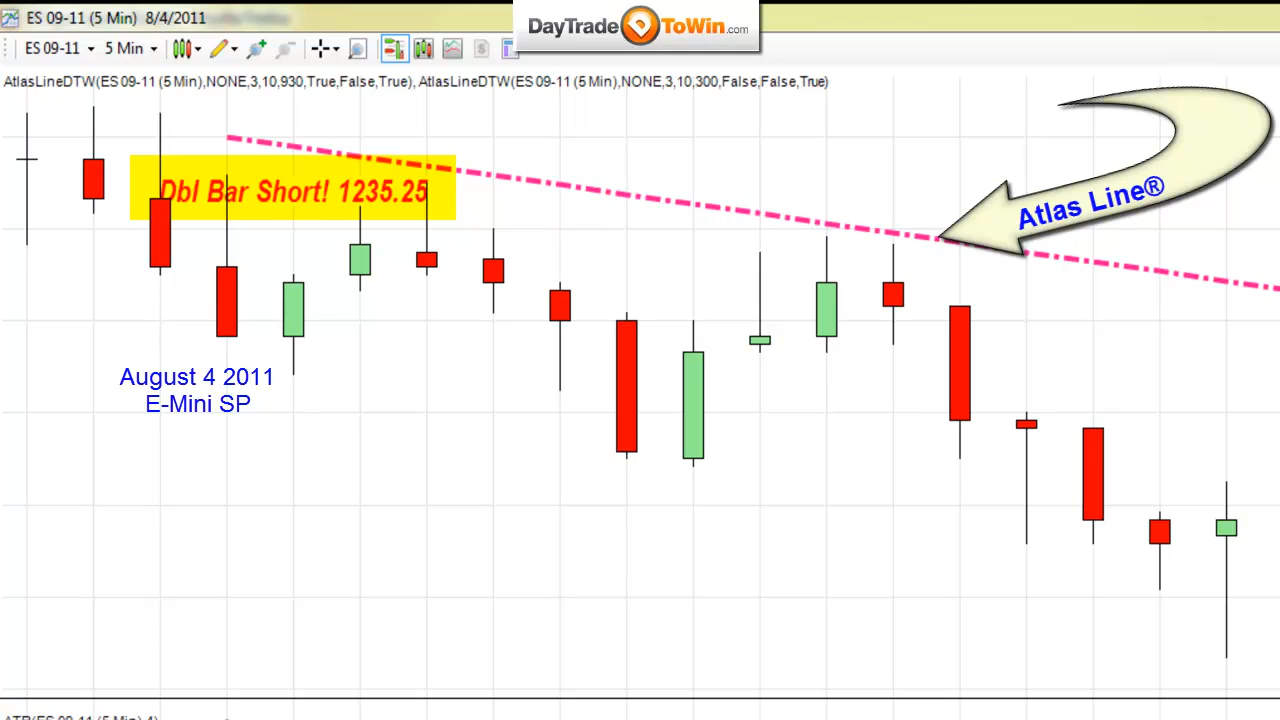 ES 09-11 (5 Min) 8/4/2011
DayTradeToWin.com
ES 09-11 5 Min
AtlasLineDTW(ES 09-11 (5 Min),NONE,3,10,930,True,False,True), AtlasLineDTW(ES 09-11 (5 Min),NONE,3,10,300,False,False,True)
Dbl Bar Short! 1235.25
Atlas Line®
August 4 2011
E-Mini SP
ATR(ES 09-11 (5 Min),4)